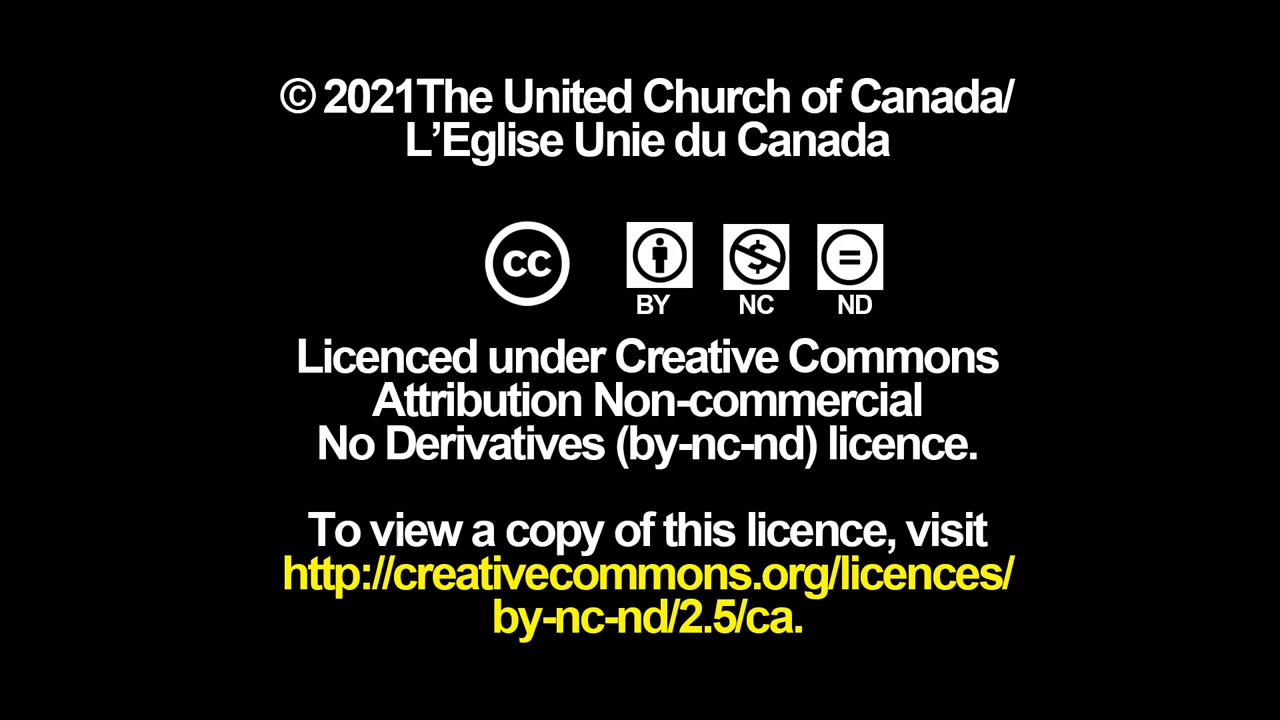 © 2021The United Church of Canada/
L’Eglise Unie du Canada
cc
BY NC ND
Licenced under Creative Commons
Attribution Non-commercial
No Derivatives (by-nc-nd) licence.
To view a copy of this licence, visit
http://creativecommons.org/licences/
by-nc-nd/2.5/ca.